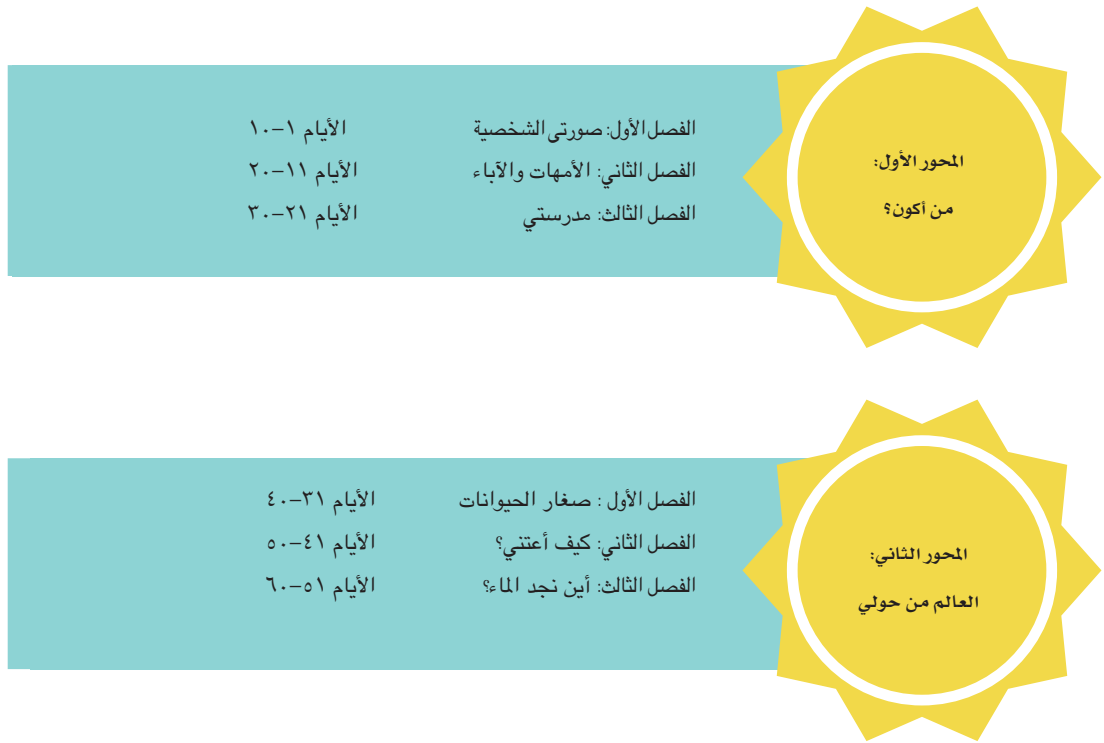 المحور الأول:
من أكون؟
الفصل الأول: صورتى الشخصية الأيام ١-١٠
الفصل الثاني: الأمهات والآباء الأيام ١١-٢٠
الفصل الثالث: مدرستي الأيام ٢١-٣٠
المحور الثاني:
العالم من حولي
الفصل الأول : صغار الحيوانات الأيام ٣١-٤٠
الفصل الثاني: كيف أعتني؟ الأيام ٤١-٥٠
الفصل الثالث: أين نجد الماء؟ الأيام ٥١-٦٠